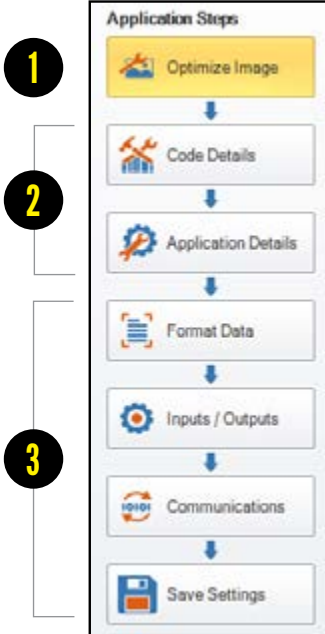 Application Steps
1
Optimize Image
Code Details
2
Application Details
Format Data
Inputs / Outputs
3
Communications
Save Settings